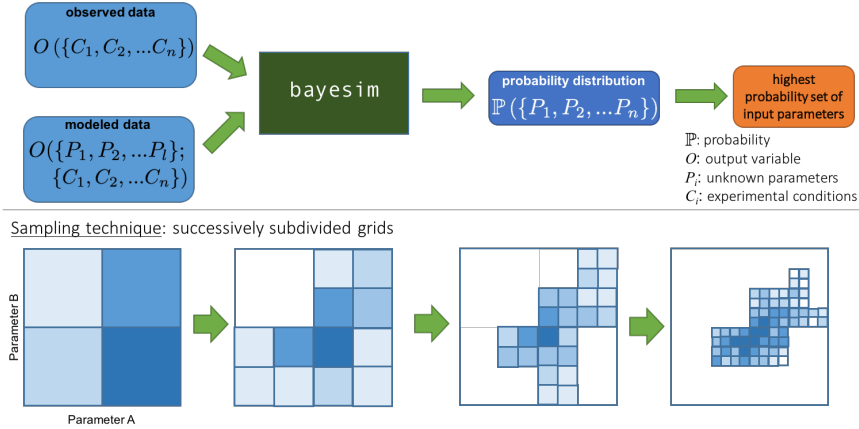 observed data
O ({C₁, C₂, ...Cₙ})
modeled data
O({P₁, P₂, ...Pₗ};
{C₁, C₂, ...Cₙ})
bayesim
probability distribution
ℙ ({P₁, P₂, ...Pₙ})
highest
probability set of
input parameters
ℙ: probability
O: output variable
Pᵢ: unknown parameters
Cᵢ: experimental conditions
Sampling technique: successively subdivided grids
Parameter B
Parameter A